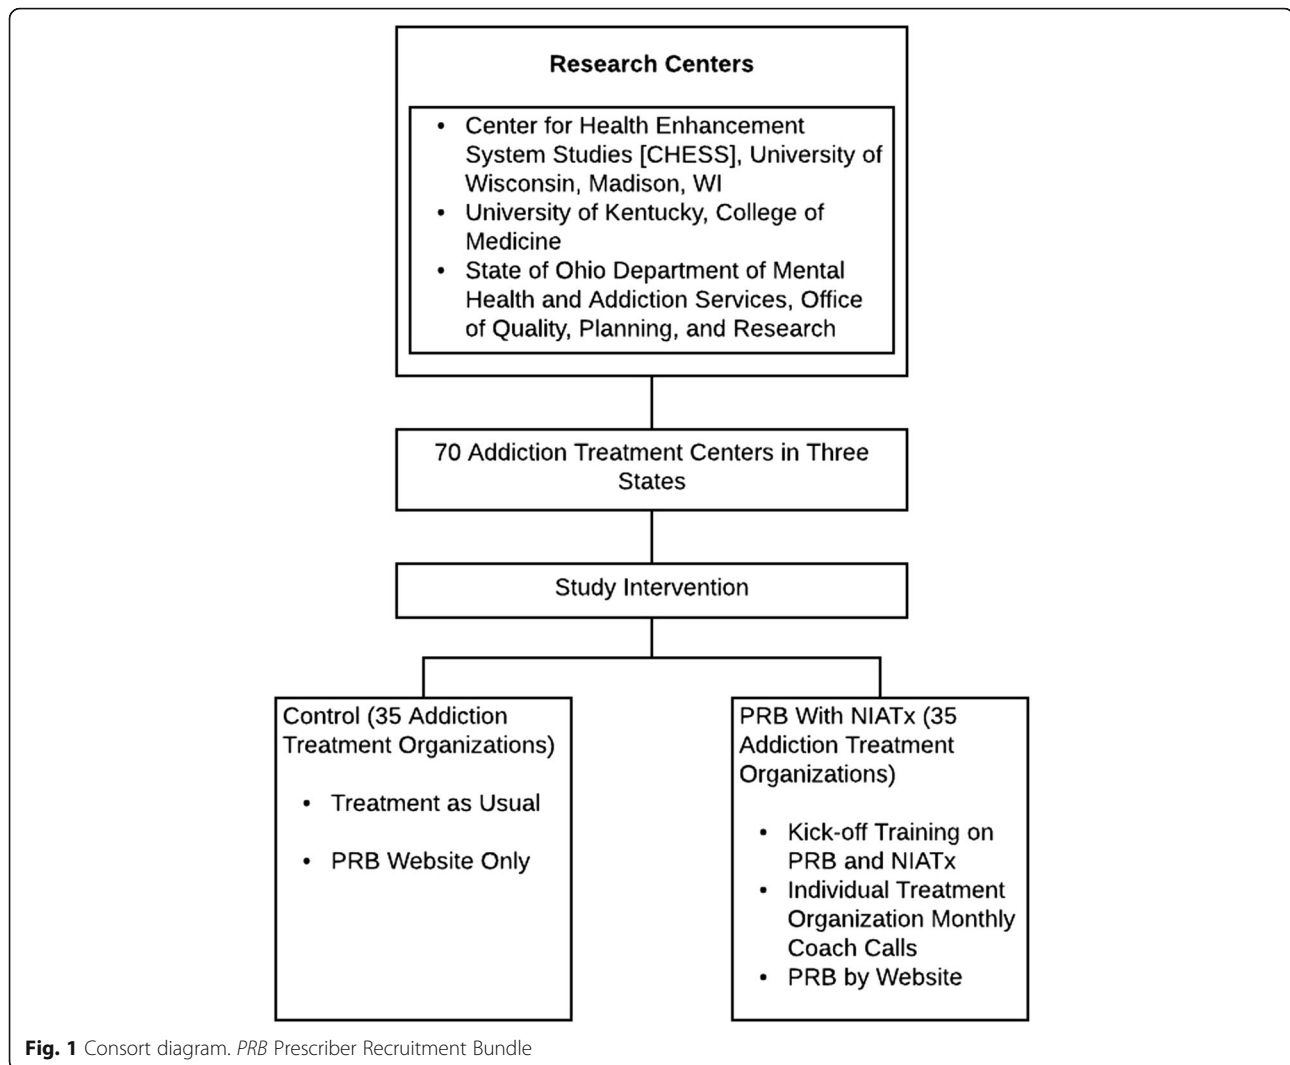 Research Centers
• Center for Health Enhancement
System Studies [CHESS], University of
Wisconsin, Madison, WI
• University of Kentucky, College of
Medicine
• State of Ohio Department of Mental
Health and Addiction Services, Office
of Quality, Planning, and Research
70 Addiction Treatment Centers in Three
States
Study Intervention
Control (35 Addiction
Treatment Organizations)
• Treatment as Usual
• PRB Website Only
PRB With NIATx (35
Addiction Treatment
Organizations)
• Kick-off Training on
PRB and NIATx
• Individual Treatment
Organization Monthly
Coach Calls
• PRB by Website
Fig. 1 Consort diagram. PRB Prescriber Recruitment Bundle